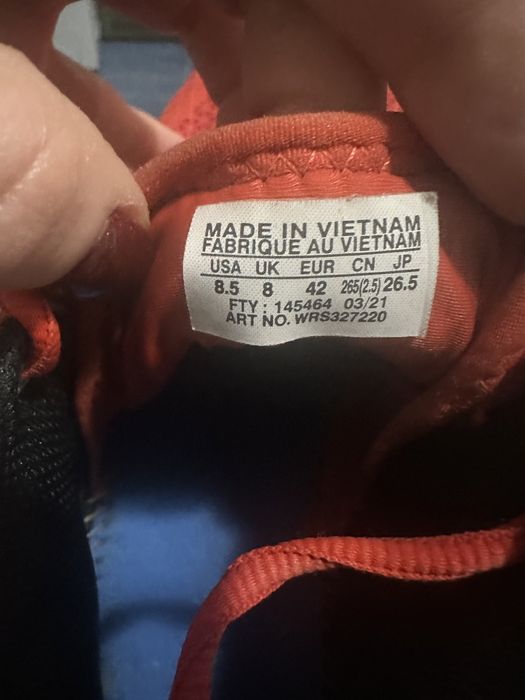 MADE IN VIETNAM
FABRIQUE AU VIETNAM
USA UK EUR CN JP
8.5 8 42 265(2.5) 26.5
FTY : 145464 03/21
ART NO. WRS327220